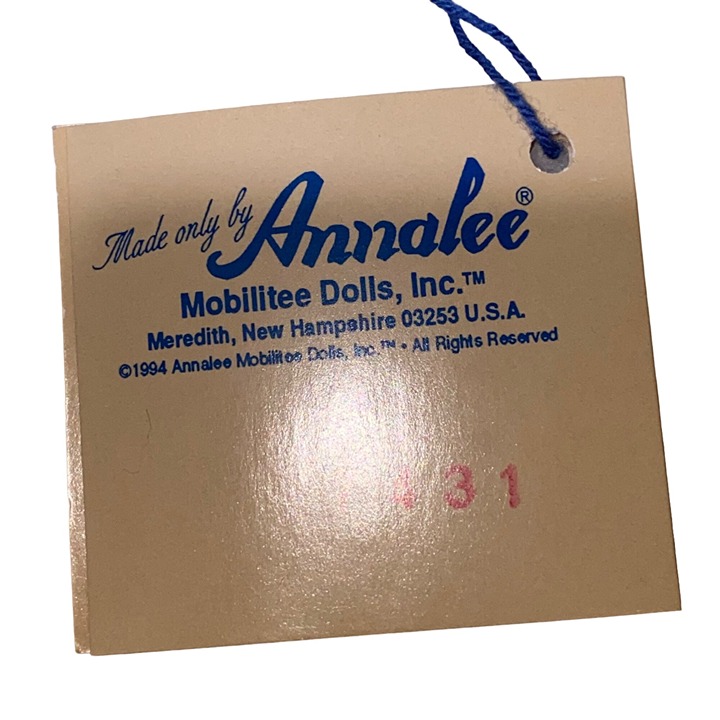 Made only by Annalee®
Mobilitee Dolls, Inc.™
Meredith, New Hampshire 03253 U.S.A.
©1994 Annalee Mobilitee Dolls, Inc.™ • All Rights Reserved
431